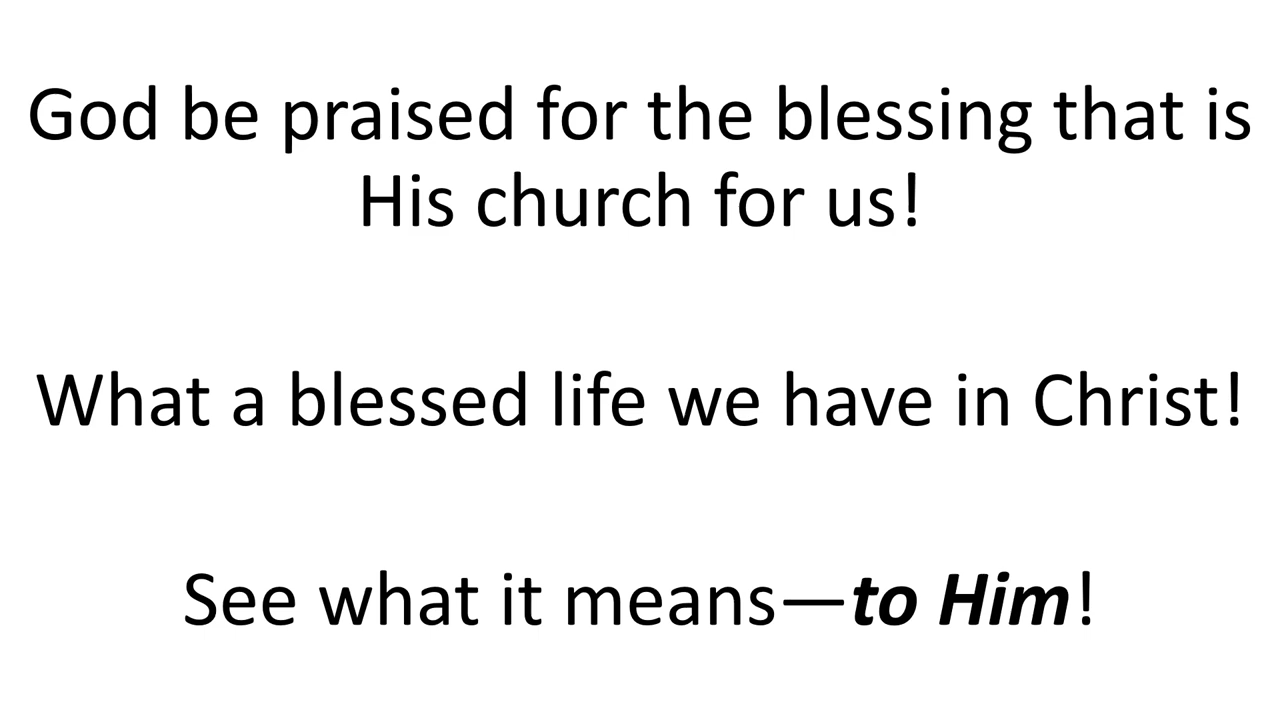 God be praised for the blessing that is
His church for us!
What a blessed life we have in Christ!
See what it means—to Him!